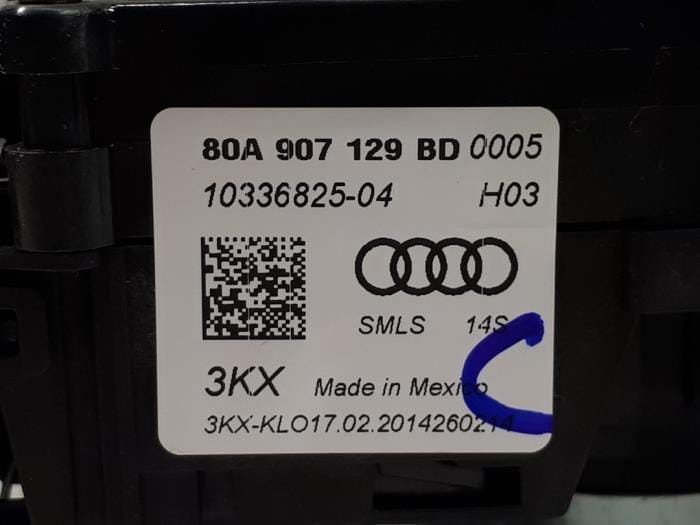 80A 907 129 BD 0005
10336825-04 H03
SMLS 14S
3KX Made in Mexico
3KX-KLO17.02.2014260214